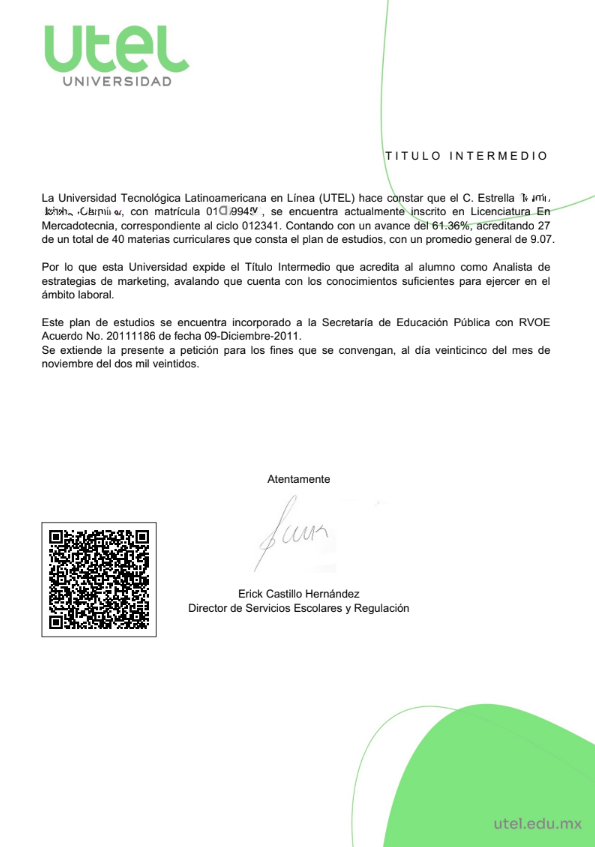 utel
UNIVERSIDAD
TITULO INTERMEDIO
La Universidad Tecnológica Latinoamericana en Línea (UTEL) hace constar que el C. Estrella
, con matrícula , se encuentra actualmente inscrito en Licenciatura En
Mercadotecnia, correspondiente al ciclo 012341. Contando con un avance del 61.36%, acreditando 27
de un total de 40 materias curriculares que consta el plan de estudios, con un promedio general de 9.07.
Por lo que esta Universidad expide el Título Intermedio que acredita al alumno como Analista de
estrategias de marketing, avalando que cuenta con los conocimientos suficientes para ejercer en el
ámbito laboral.
Este plan de estudios se encuentra incorporado a la Secretaría de Educación Pública con RVOE
Acuerdo No. 20111186 de fecha 09-Diciembre-2011.
Se extiende la presente a petición para los fines que se convengan, al día veinticinco del mes de
noviembre del dos mil veintidos.
Atentamente
Erick Castillo Hernández
Director de Servicios Escolares y Regulación
utel.edu.mx